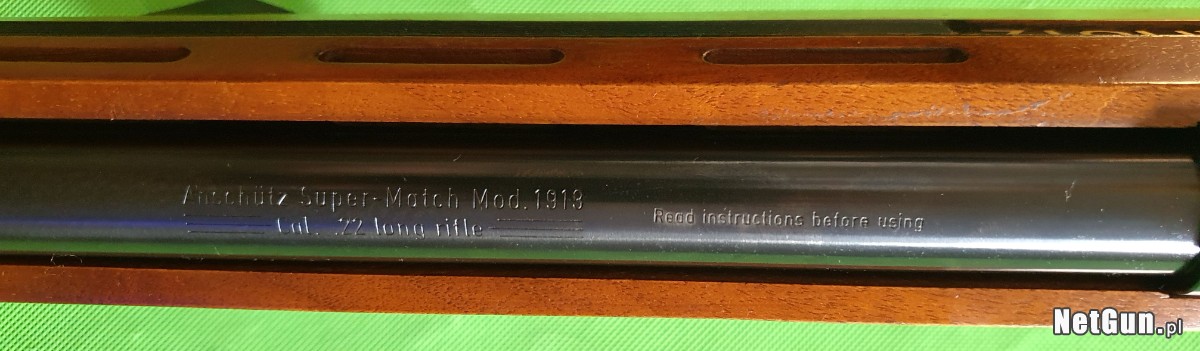 Anschütz Super-Match Mod. 1913
Cal. .22 long rifle
Read instructions before using
NetGun.pl